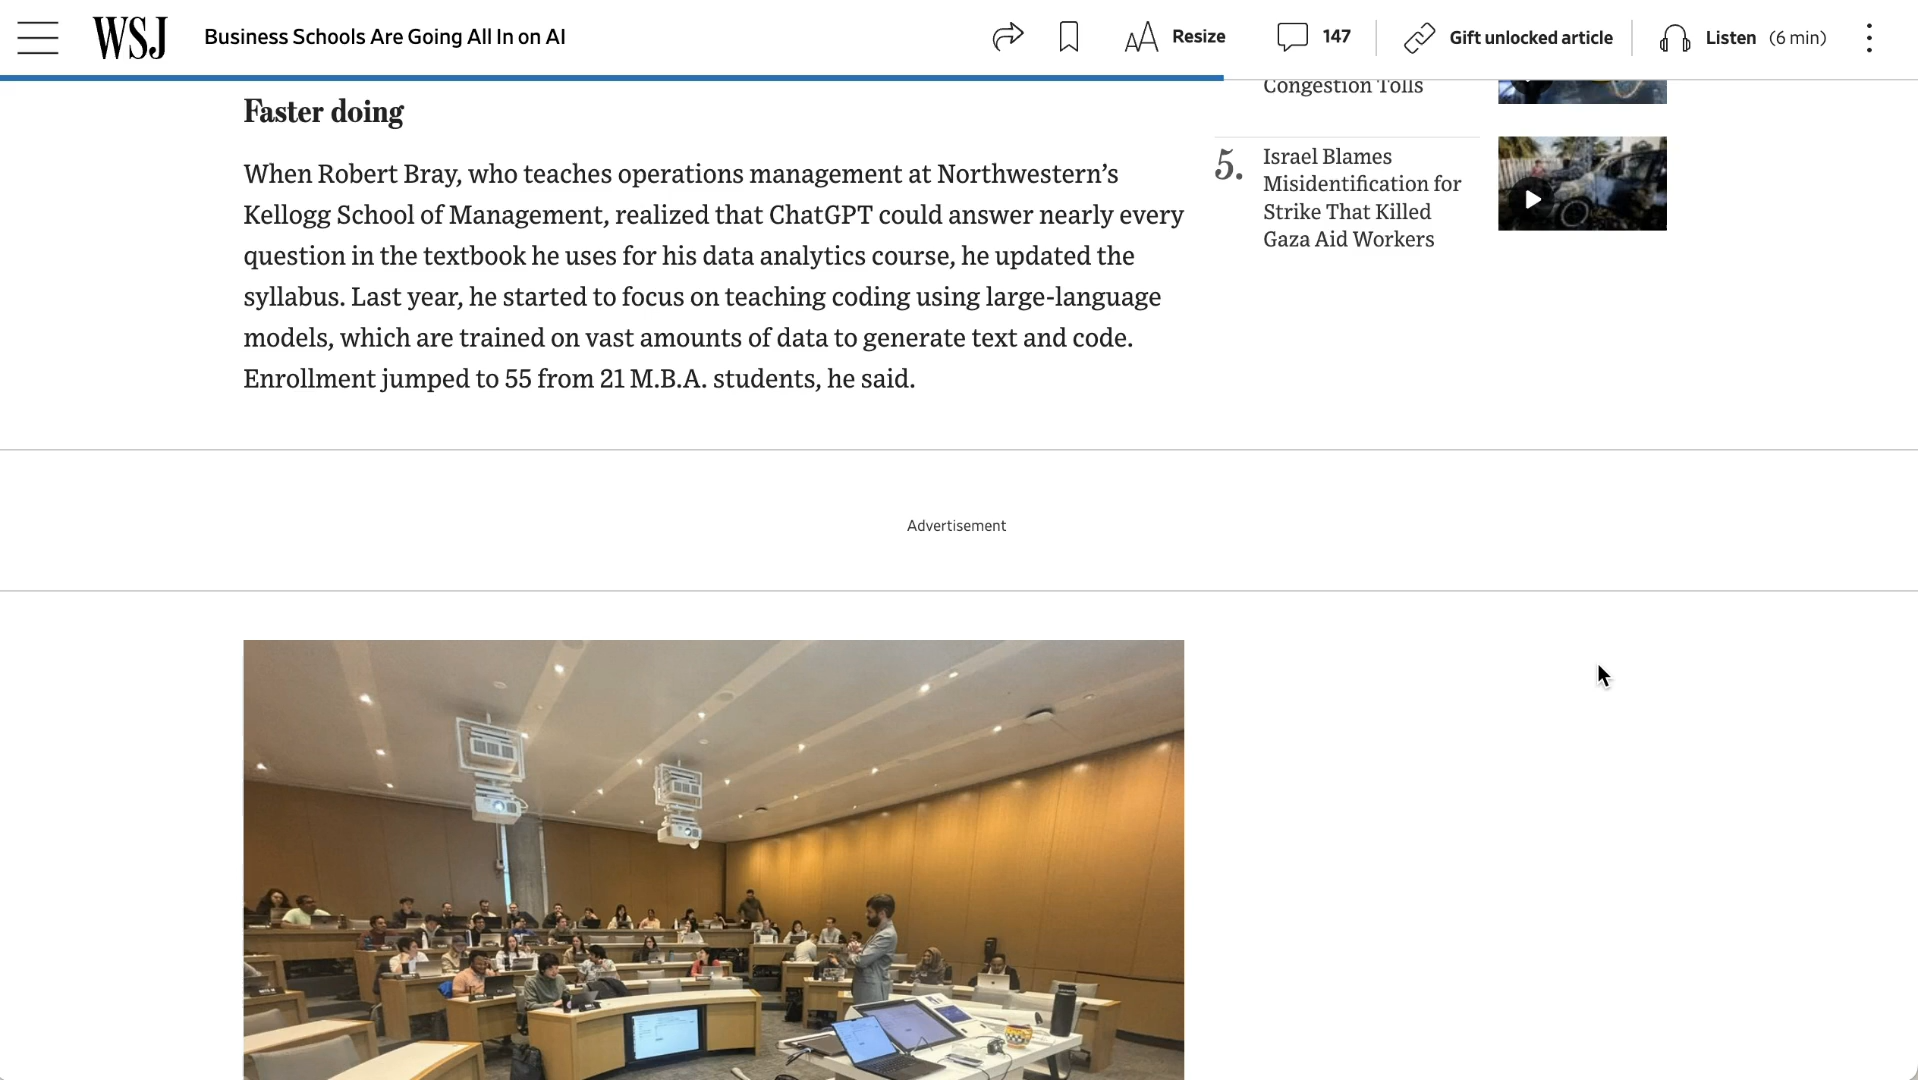 WSJ
Business Schools Are Going All In on AI
Resize
147
Gift unlocked article
Listen (6 min)
Faster doing
When Robert Bray, who teaches operations management at Northwestern’s
Kellogg School of Management, realized that ChatGPT could answer nearly every
question in the textbook he uses for his data analytics course, he updated the
syllabus. Last year, he started to focus on teaching coding using large-language
models, which are trained on vast amounts of data to generate text and code.
Enrollment jumped to 55 from 21 M.B.A. students, he said.
Congestion Tolls
5.
Israel Blames
Misidentification for
Strike That Killed
Gaza Aid Workers
Advertisement